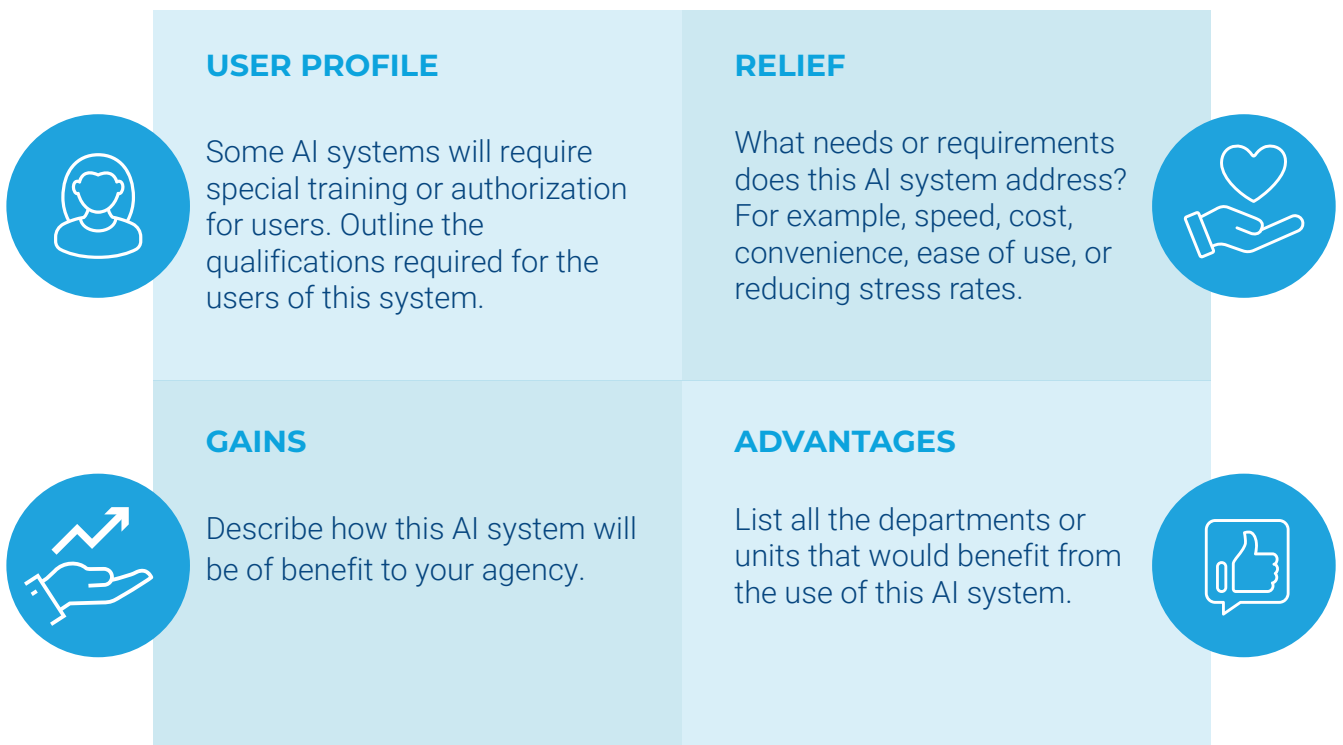 USER PROFILE
Some AI systems will require
special training or authorization
for users. Outline the
qualifications required for the
users of this system.
RELIEF
What needs or requirements
does this AI system address?
For example, speed, cost,
convenience, ease of use, or
reducing stress rates.
GAINS
Describe how this AI system will
be of benefit to your agency.
ADVANTAGES
List all the departments or
units that would benefit from
the use of this AI system.